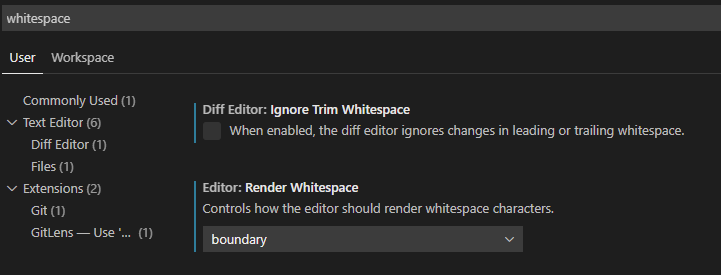 whitespace
User Workspace
Commonly Used (1)
Text Editor (6)
Diff Editor (1)
Files (1)
Extensions (2)
Git (1)
GitLens — Use '... (1)
Diff Editor: Ignore Trim Whitespace
When enabled, the diff editor ignores changes in leading or trailing whitespace.
Editor: Render Whitespace
Controls how the editor should render whitespace characters.
boundary